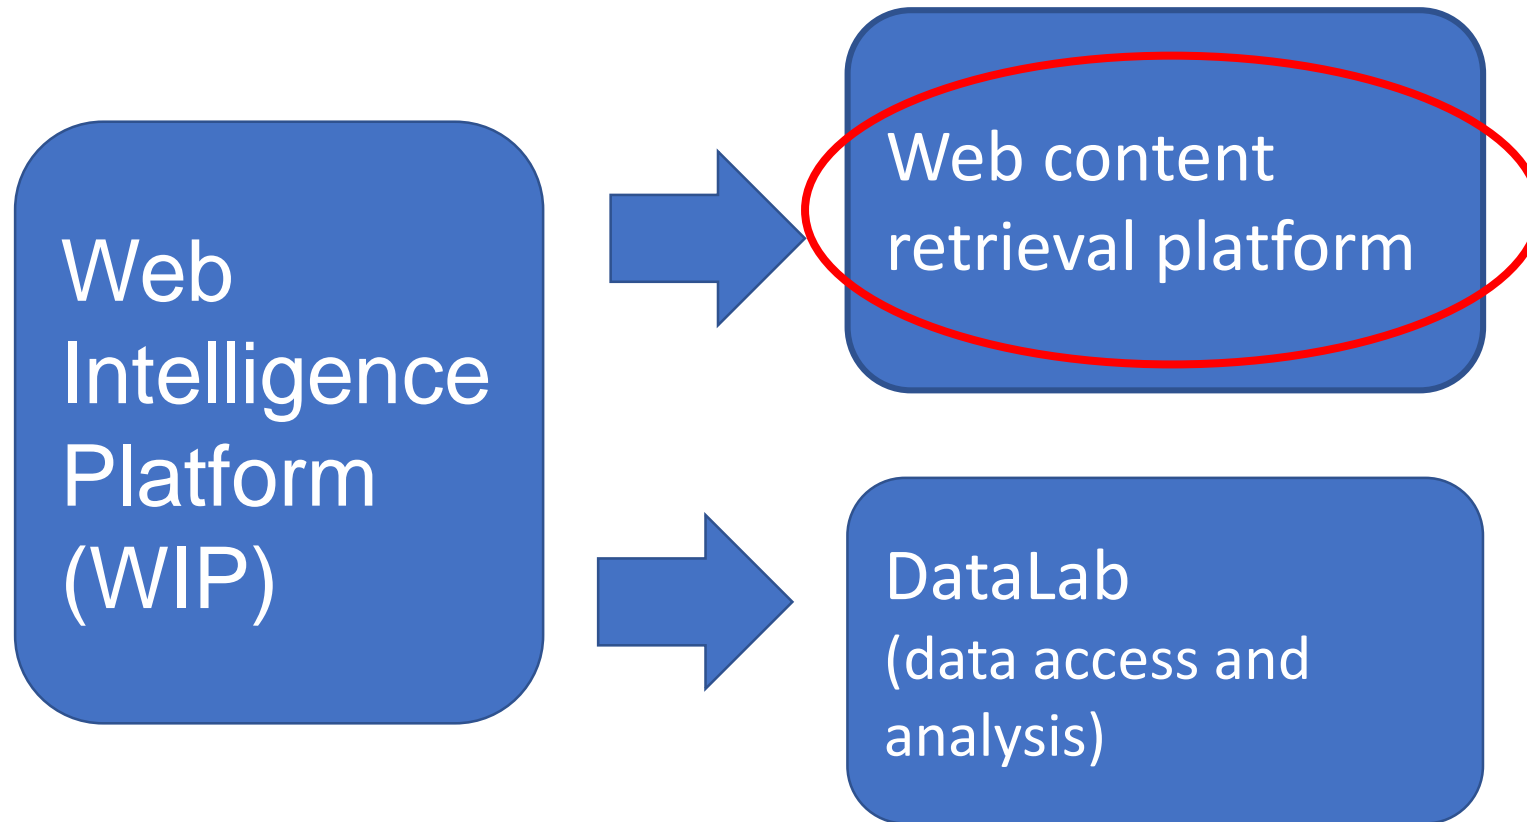 Web
Intelligence
Platform
(WIP)
Web content
retrieval platform
DataLab
(data access and
analysis)